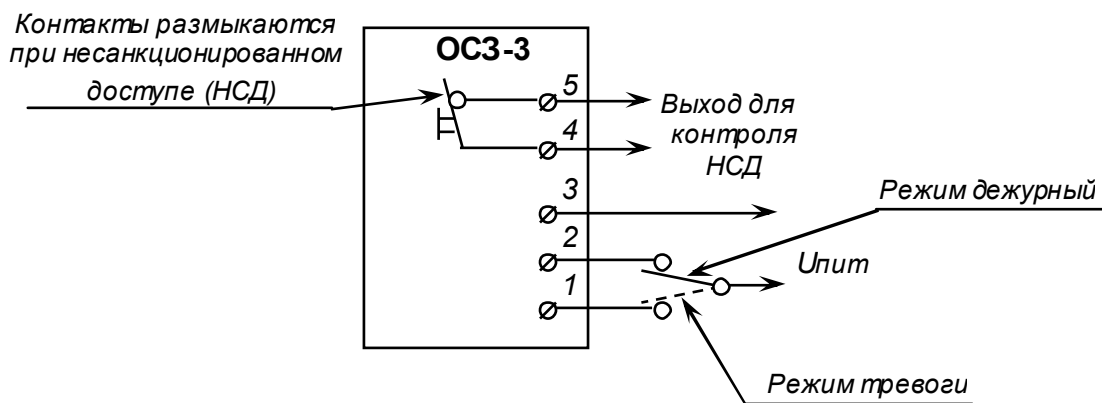 Контакты размыкаются
при несанкционированном
доступе (НСД)
ОСЗ-3
5
4
3
2
1
Выход для
контроля
НСД
Режим дежурный
Uпит
Режим тревоги